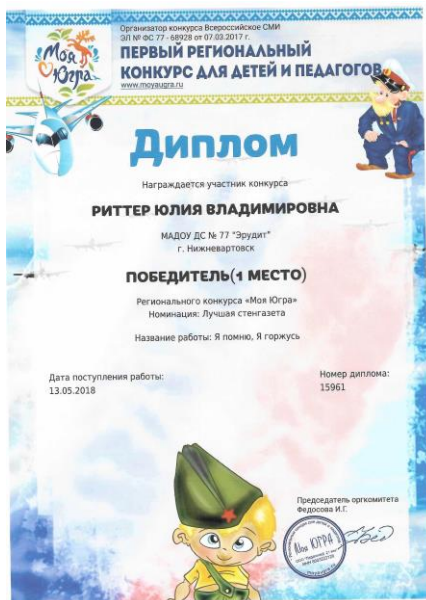 Моя
Югра
Организатор конкурса Всероссийское СМИ
ЭЛ № ФС 77 - 68928 от 07.03.2017 г.
ПЕРВЫЙ РЕГИОНАЛЬНЫЙ
КОНКУРС ДЛЯ ДЕТЕЙ И ПЕДАГОГОВ
www.moyaugra.ru
Диплом
Награждается участник конкурса
РИТТЕР ЮЛИЯ ВЛАДИМИРОВНА
МАДОУ ДС № 77 "Эрудит"
г. Нижневартовск
ПОБЕДИТЕЛЬ(1 МЕСТО)
Регионального конкурса «Моя Югра»
Номинация: Лучшая стенгазета
Название работы: Я помню, Я горжусь
Дата поступления работы:
13.05.2018
Номер диплома:
15961
Председатель оргкомитета
Федосова И.Г.
Моя ЮГРА